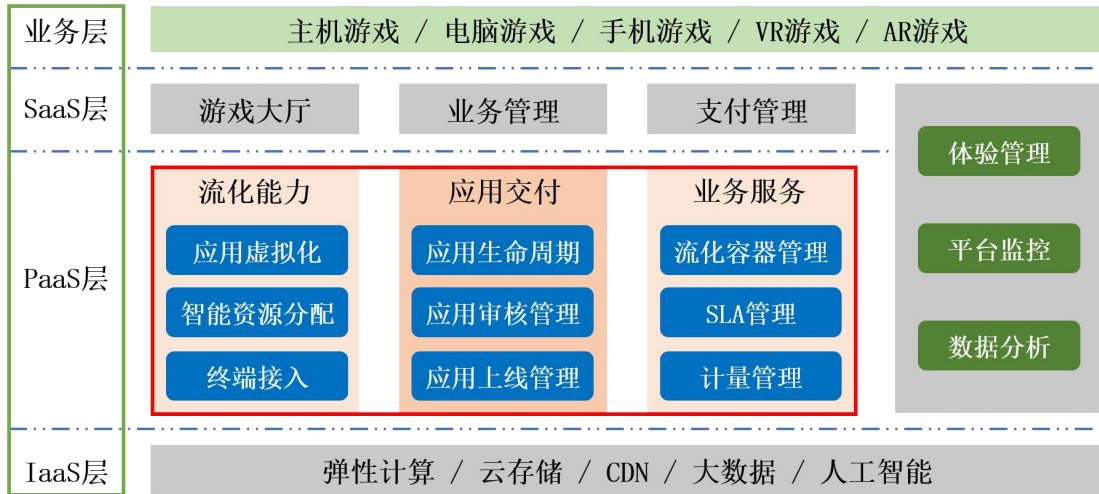 业务层
主机游戏 / 电脑游戏 / 手机游戏 / VR游戏 / AR游戏
SaaS层
游戏大厅
业务管理
支付管理
PaaS层
流化能力
应用虚拟化
智能资源分配
终端接入
应用交付
应用生命周期
应用审核管理
应用上线管理
业务服务
流化容器管理
SLA管理
计量管理
体验管理
平台监控
数据分析
IaaS层
弹性计算 / 云存储 / CDN / 大数据 / 人工智能